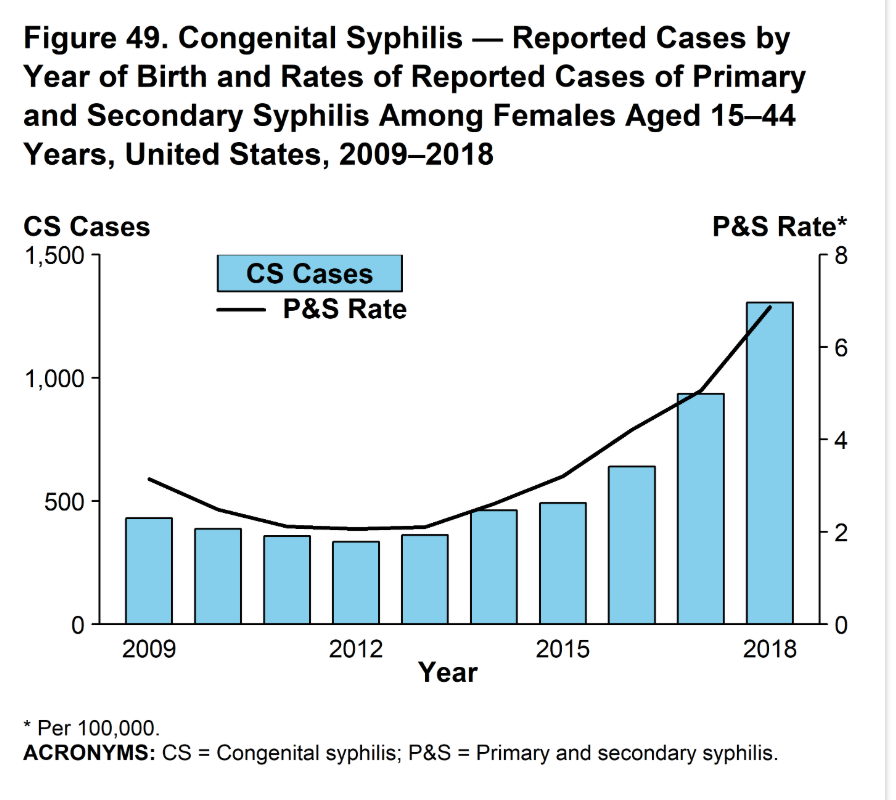 Figure 49. Congenital Syphilis — Reported Cases by
Year of Birth and Rates of Reported Cases of Primary
and Secondary Syphilis Among Females Aged 15–44
Years, United States, 2009–2018
CS Cases
P&S Rate*
1,500
8
CS Cases
P&S Rate
6
1,000
4
500
2
0
0
2009 2012 2015 2018
Year
* Per 100,000.
ACRONYMS: CS = Congenital syphilis; P&S = Primary and secondary syphilis.